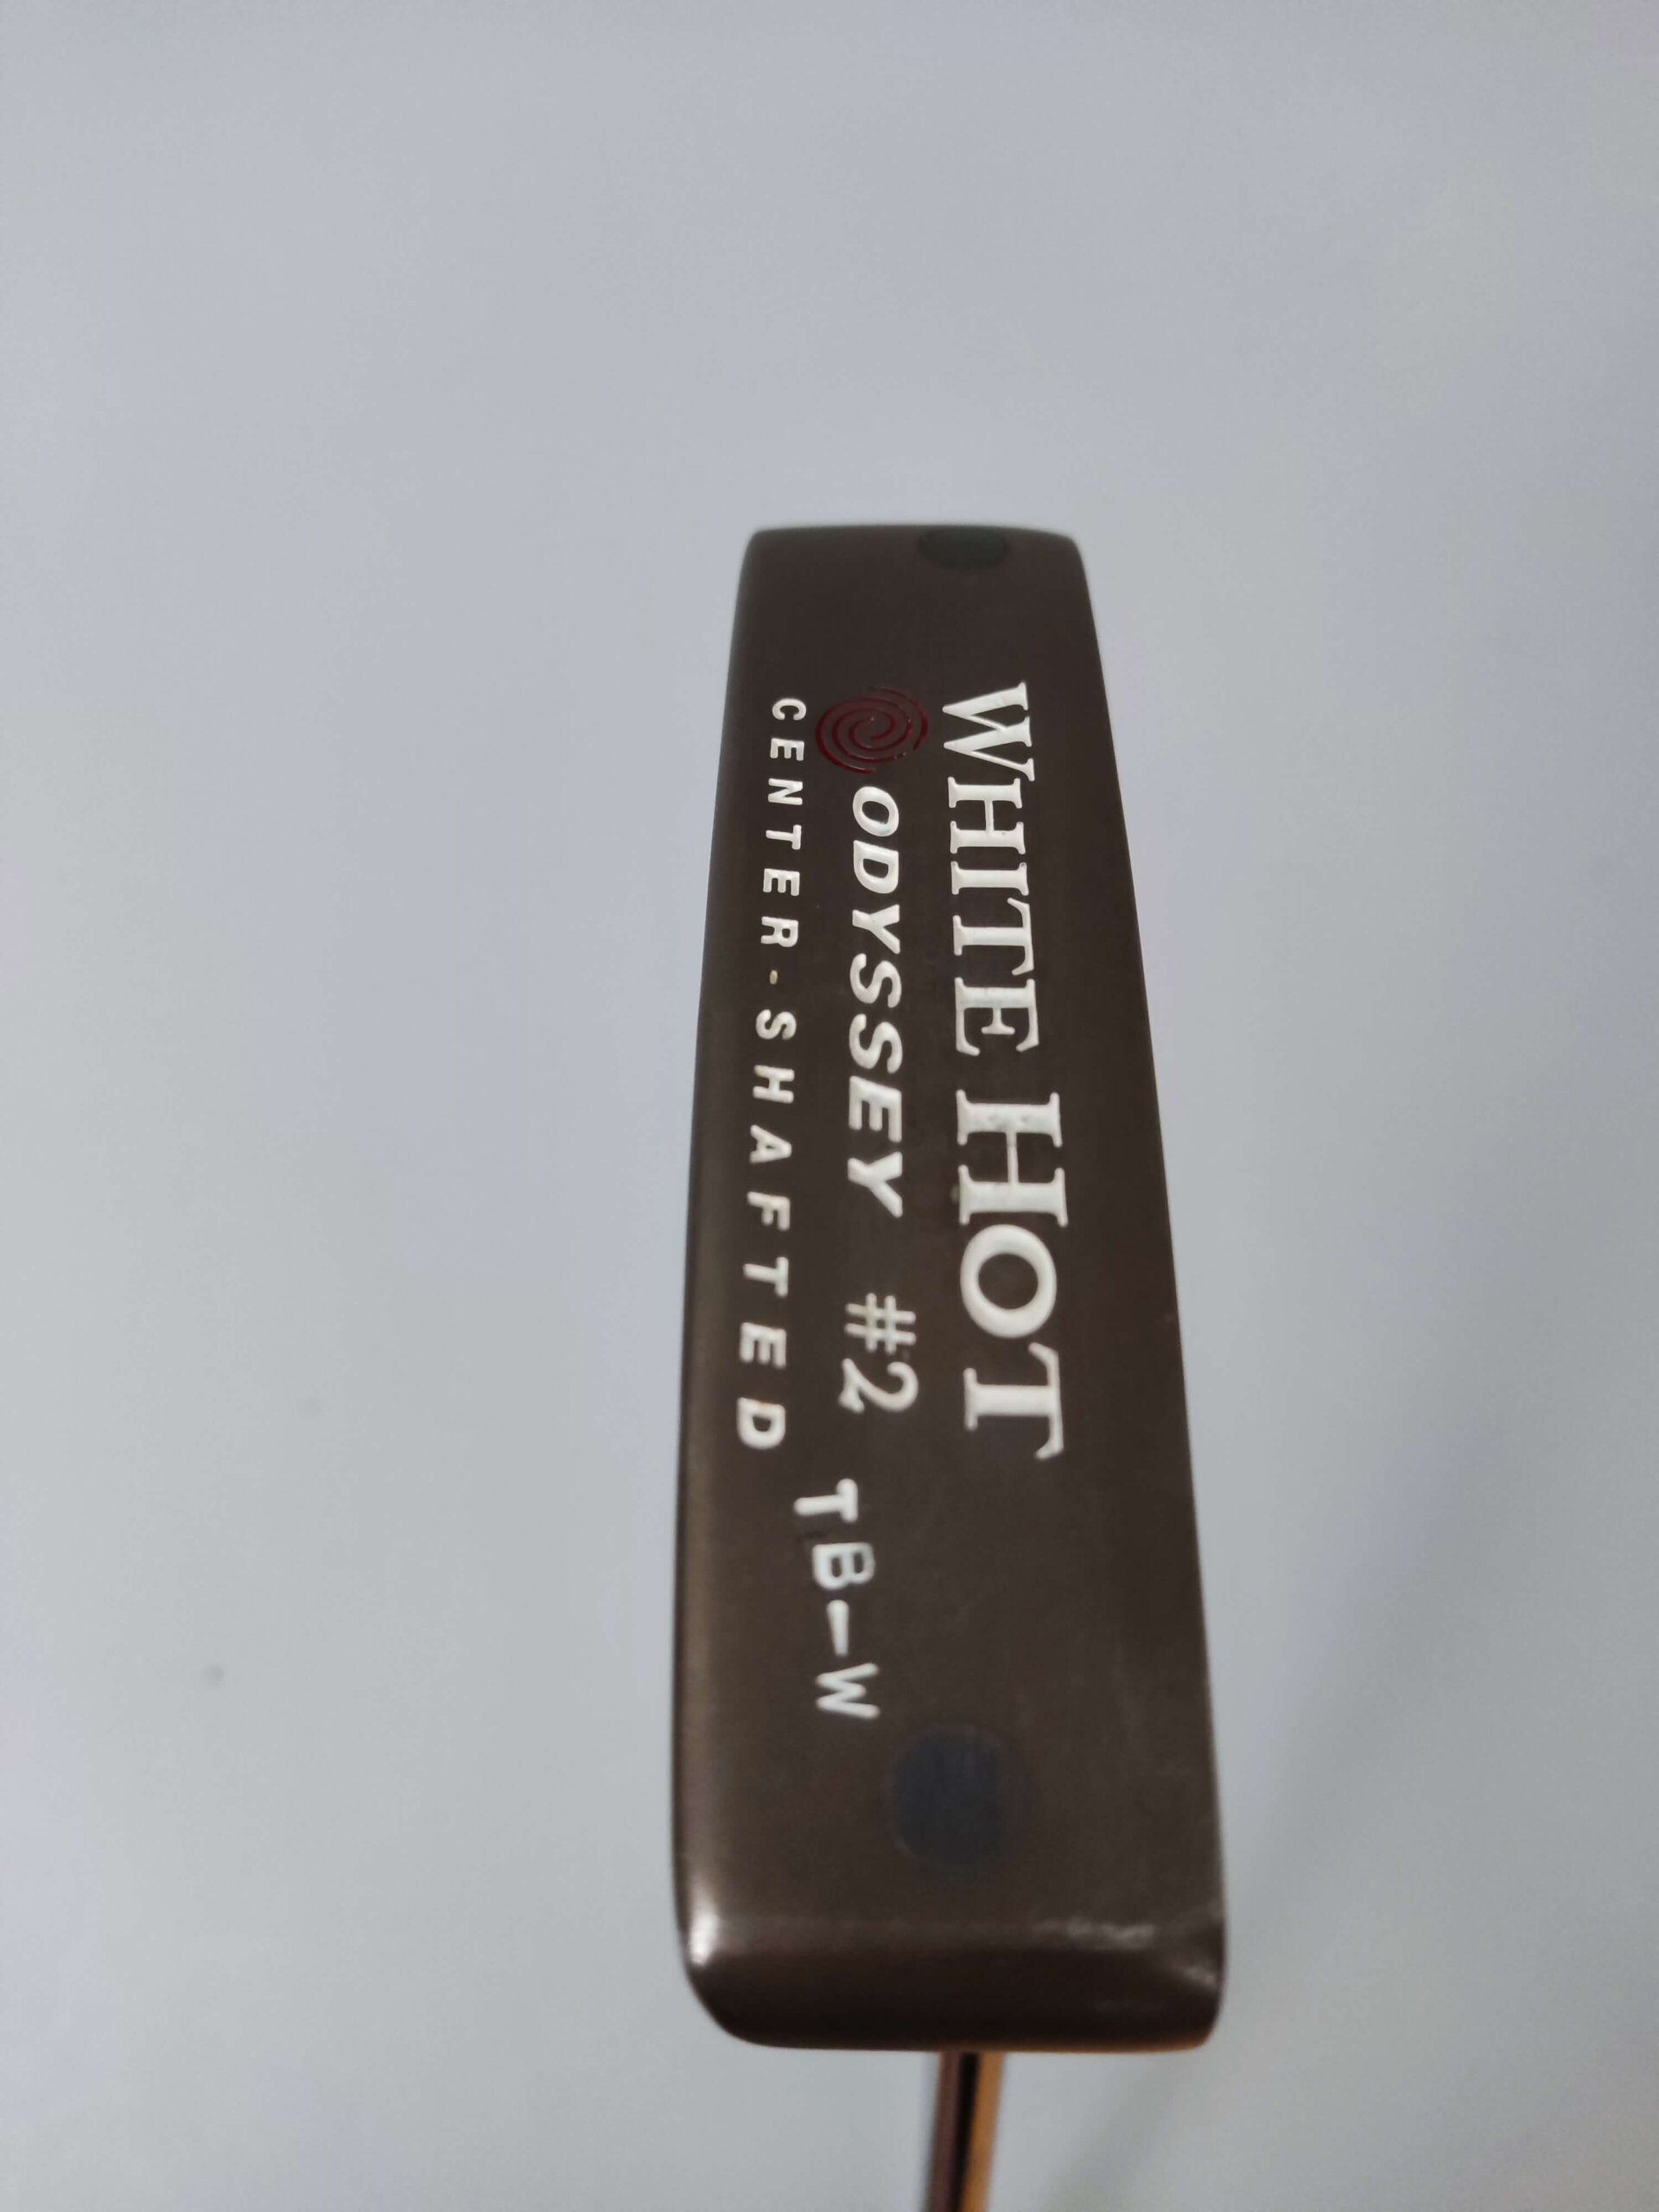 WHITE HOT
ODYSSEY #2
CENTER-SHAFTED
TB-W